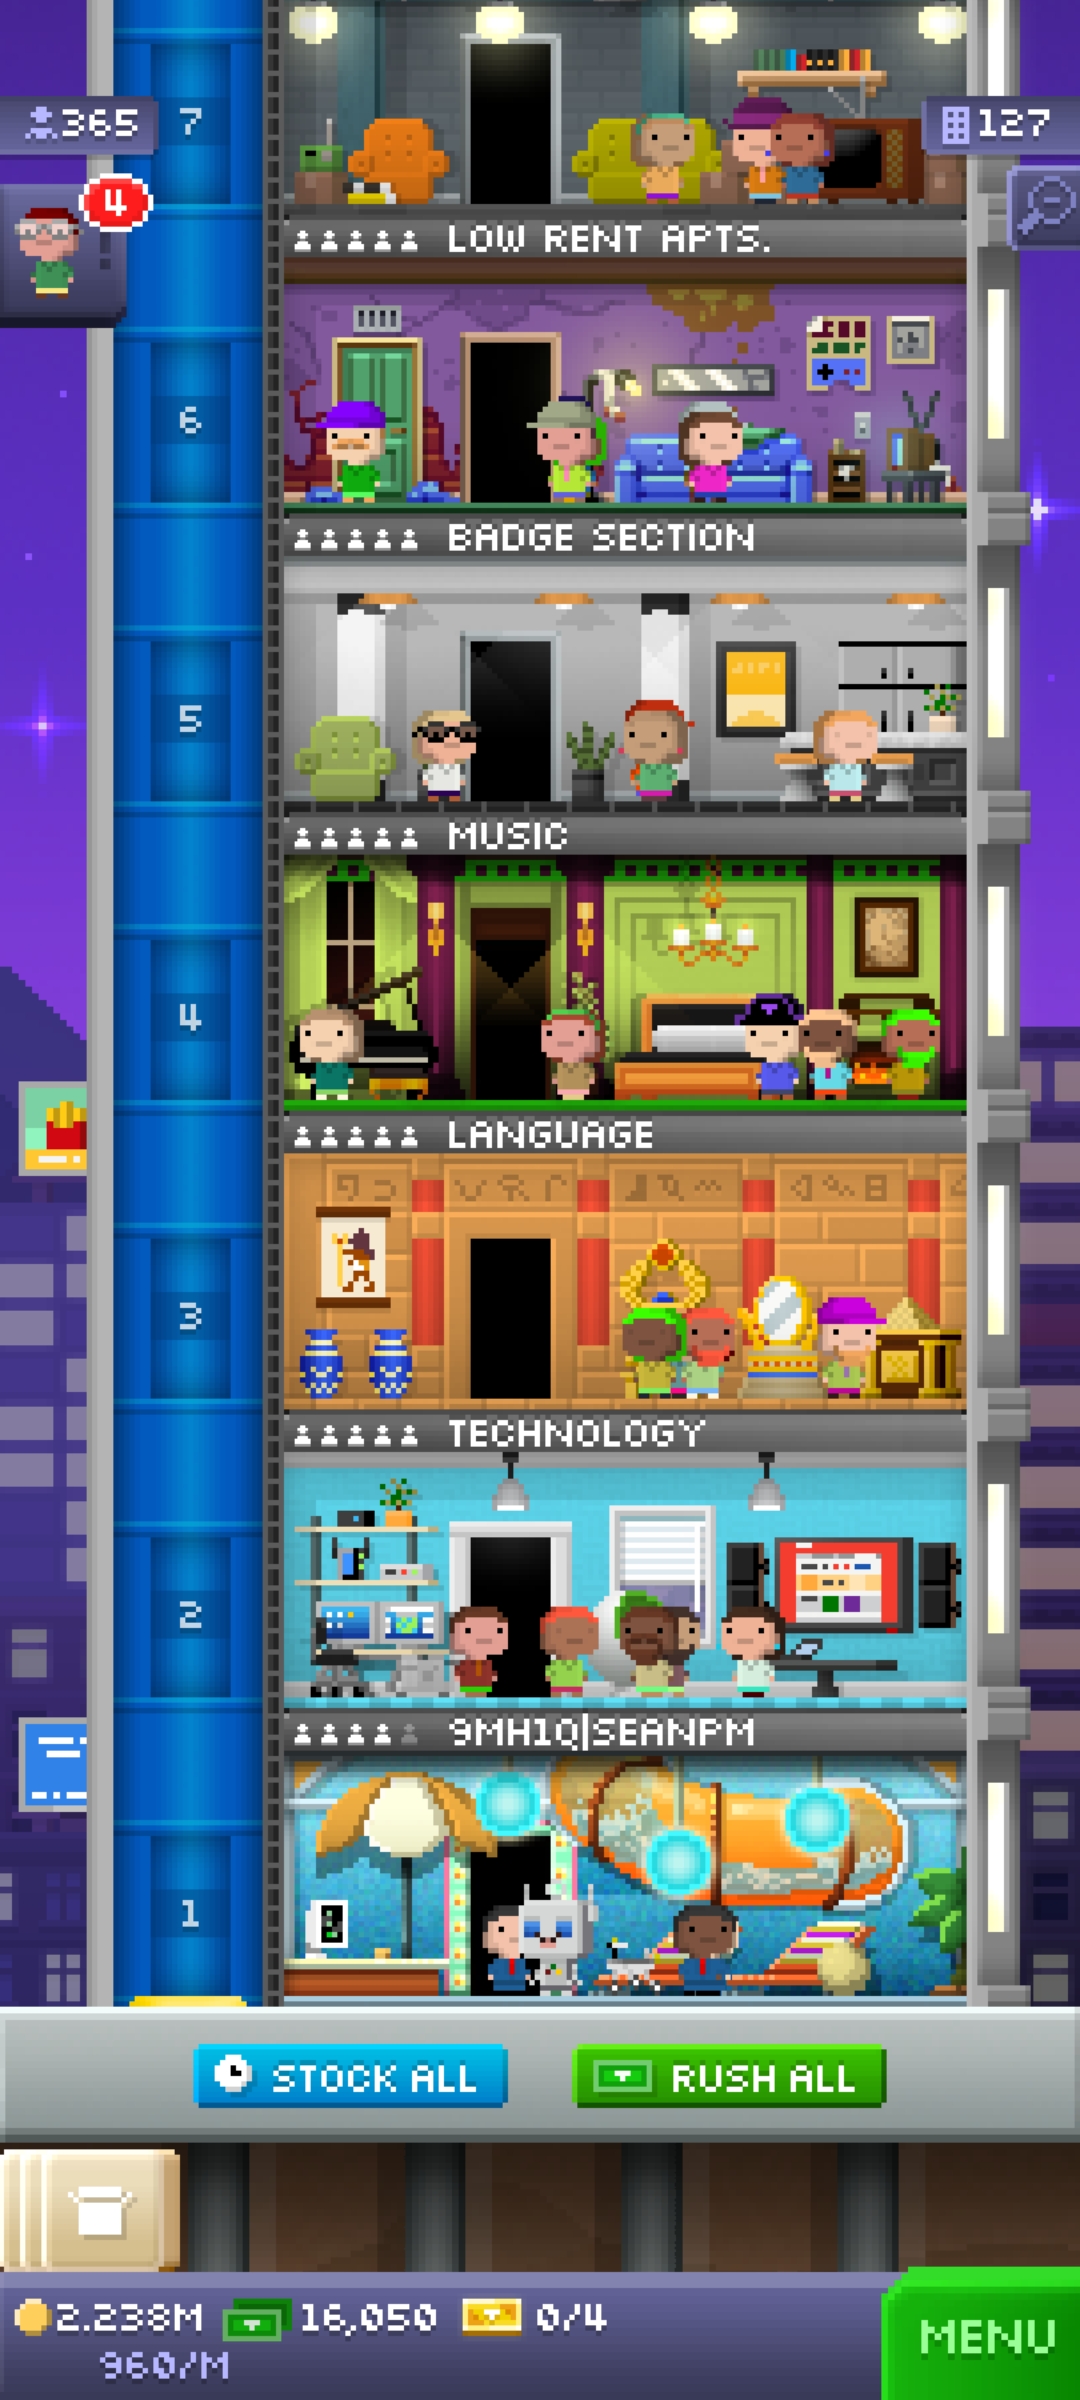 365
7
127
4
LOW RENT APTS.
6
BADGE SECTION
5
MUSIC
4
LANGUAGE
3
TECHNOLOGY
2
9MH1Q|SEANPM
1
STOCK ALL
RUSH ALL
2.238M
16,050
0/4
960/M
MENU